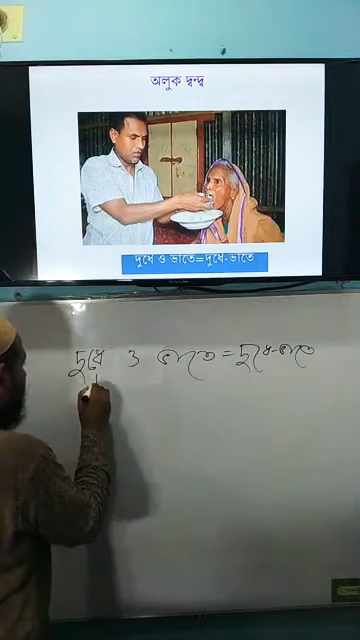 অলুক দ্বন্দ্ব
দুধে ও ভাতে=দুধে-ভাতে
দুধে ও ভাতে = দুধে-ভাতে